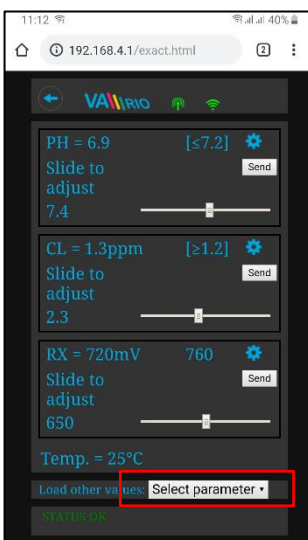 11:12 40%
192.168.4.1/exact.html 2
VAMRIO
PH = 6.9 [≤7.2]
Slide to Send
adjust
7.4
CL = 1.3ppm [≥1.2]
Slide to Send
adjust
2.3
RX = 720mV 760
Slide to Send
adjust
650
Temp. = 25°C
Load other values: Select parameter
STATUS OK